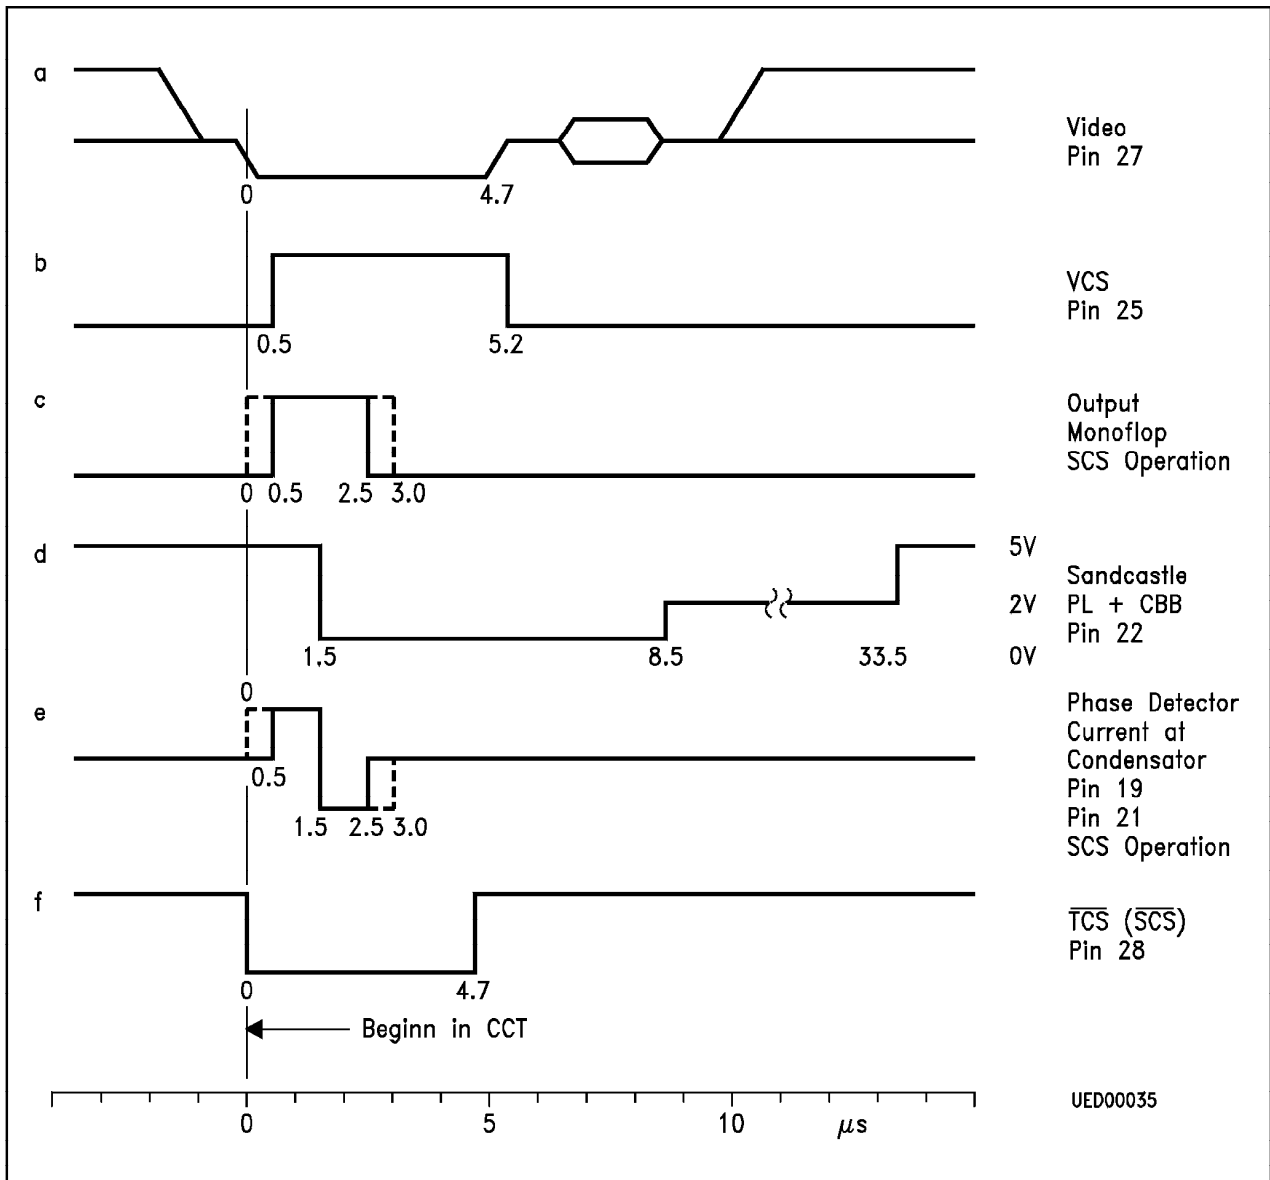 a
Video
Pin 27
0
4.7
b
VCS
Pin 25
0.5
5.2
c
Output
Monoflop
SCS Operation
0 0.5 2.5 3.0
d
5V
Sandcastle
2V PL + CBB
Pin 22
1.5 8.5 33.5 0V
0
e
Phase Detector
Current at
Condensator
0.5
Pin 19
1.5 2.5 3.0 Pin 21
SCS Operation
f
T̅C̅S̅ (S̅C̅S̅)
Pin 28
0 4.7
Beginn in CCT
UED00035
0 5 10 μs